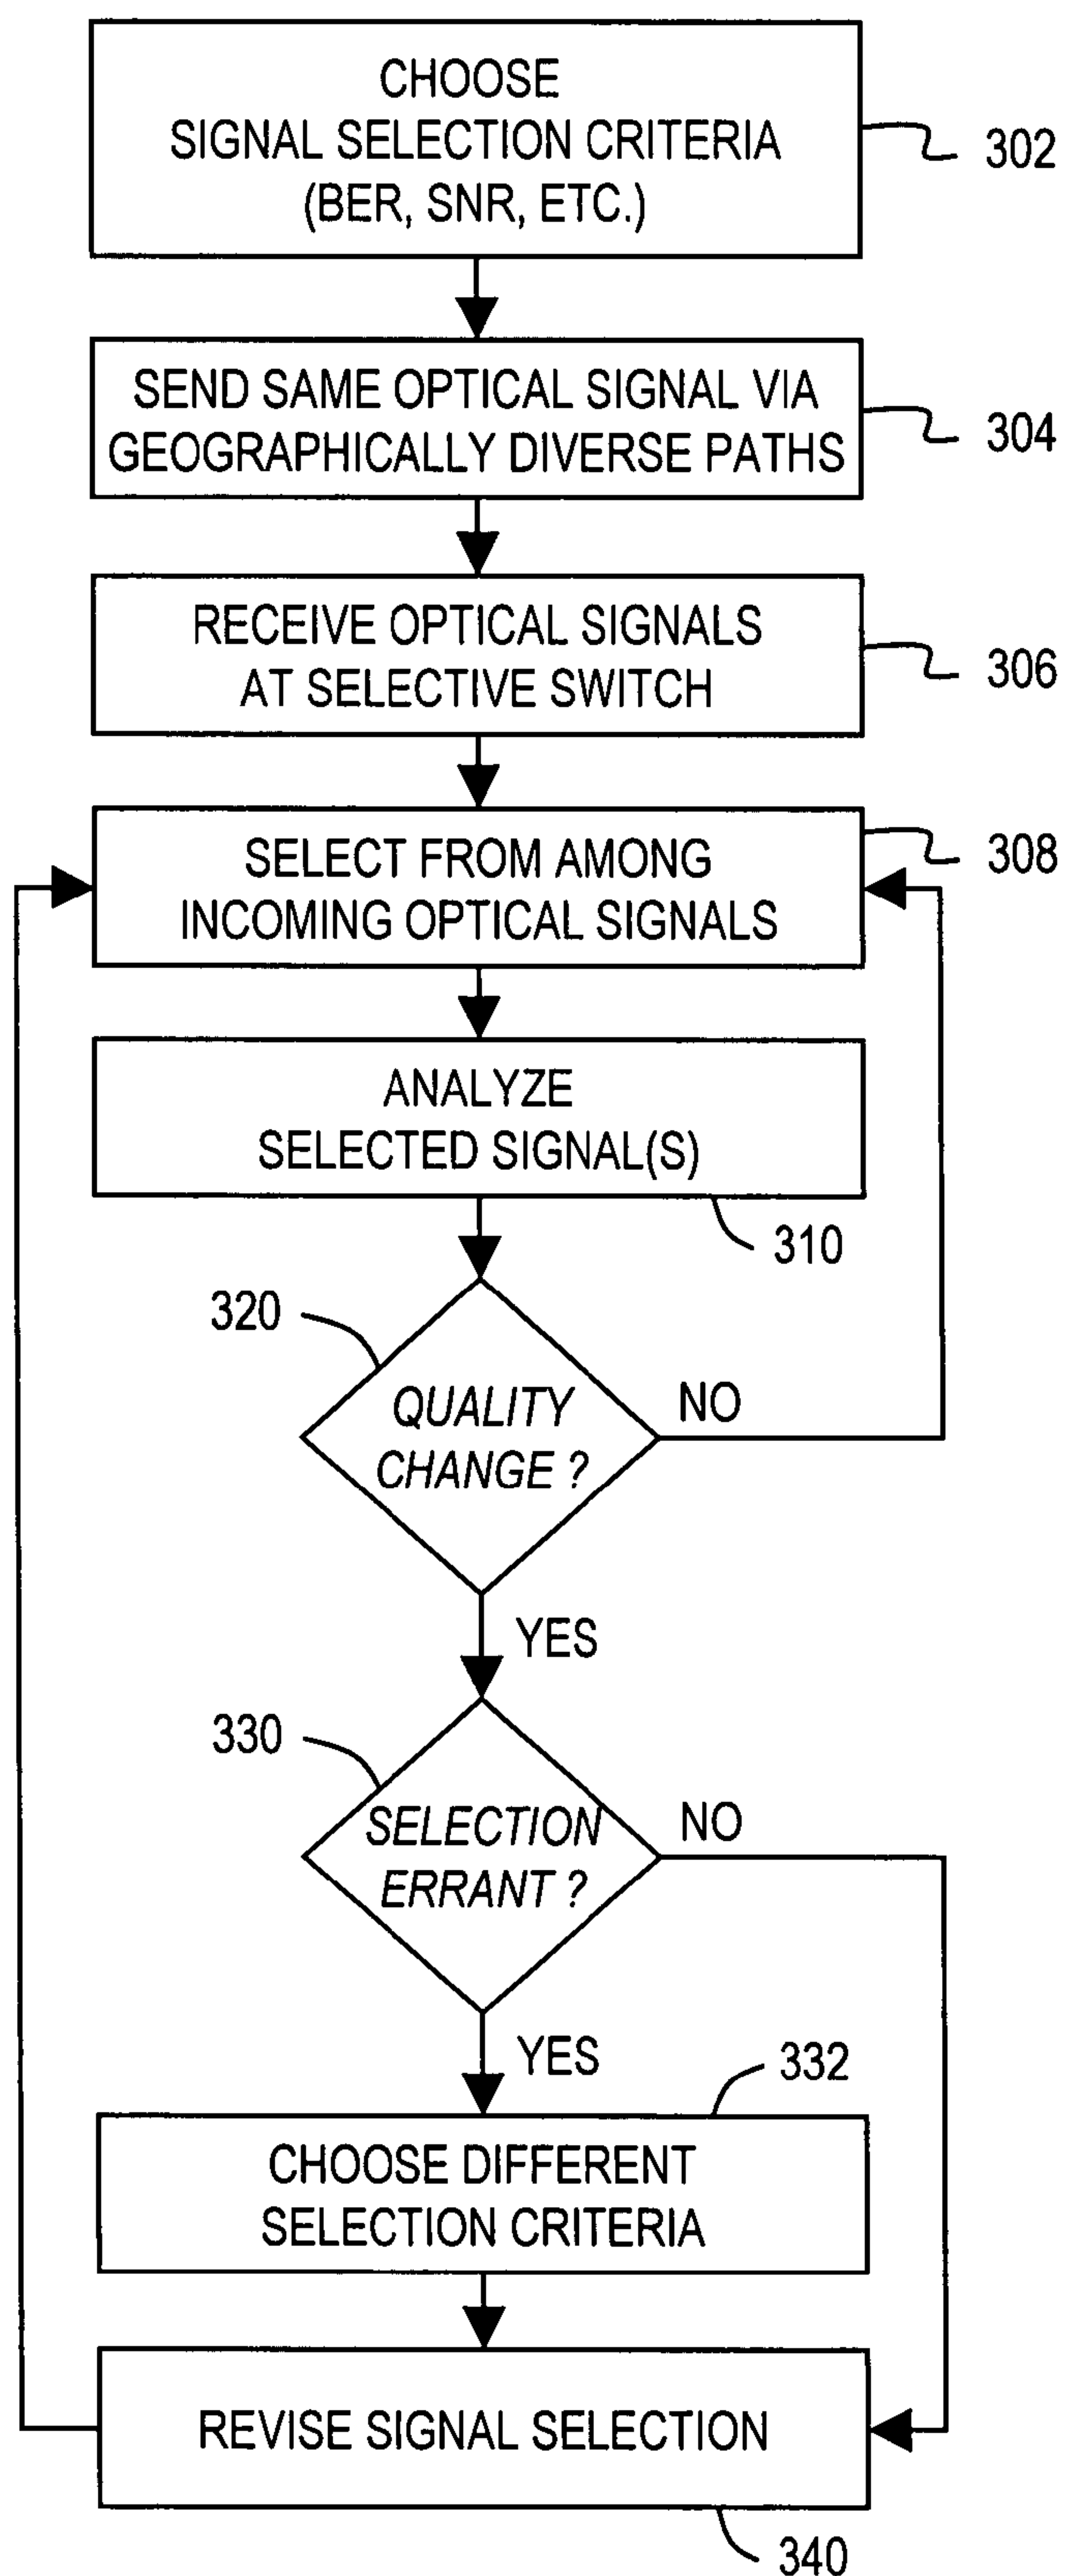 CHOOSE
SIGNAL SELECTION CRITERIA
(BER, SNR, ETC.)
302
SEND SAME OPTICAL SIGNAL VIA
GEOGRAPHICALLY DIVERSE PATHS
304
RECEIVE OPTICAL SIGNALS
AT SELECTIVE SWITCH
306
SELECT FROM AMONG
INCOMING OPTICAL SIGNALS
308
ANALYZE
SELECTED SIGNAL(S)
310
320
QUALITY
CHANGE ?
NO
YES
330
SELECTION
ERRANT ?
NO
YES
332
CHOOSE DIFFERENT
SELECTION CRITERIA
REVISE SIGNAL SELECTION
340